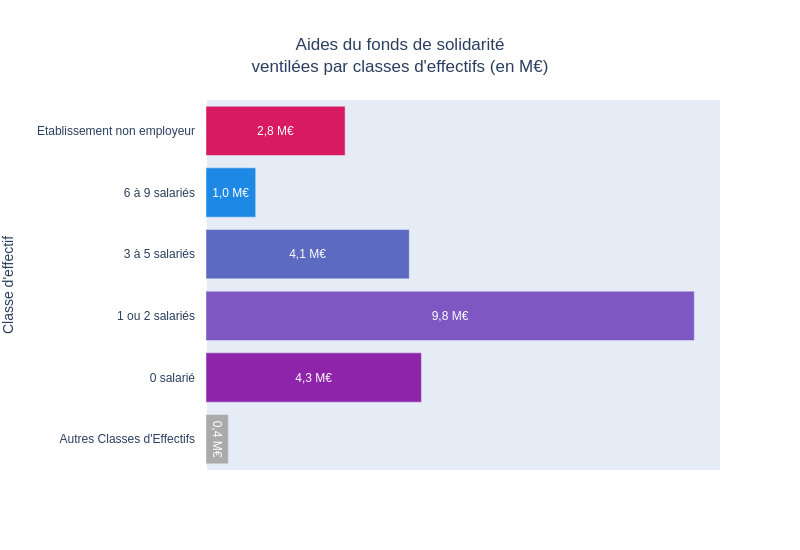 Aides du fonds de solidarité
ventilées par classes d'effectifs (en M€)
Classe d'effectif
Etablissement non employeur
2,8 M€
6 à 9 salariés
1,0 M€
3 à 5 salariés
4,1 M€
1 ou 2 salariés
9,8 M€
0 salarié
4,3 M€
Autres Classes d'Effectifs
0,4 M€